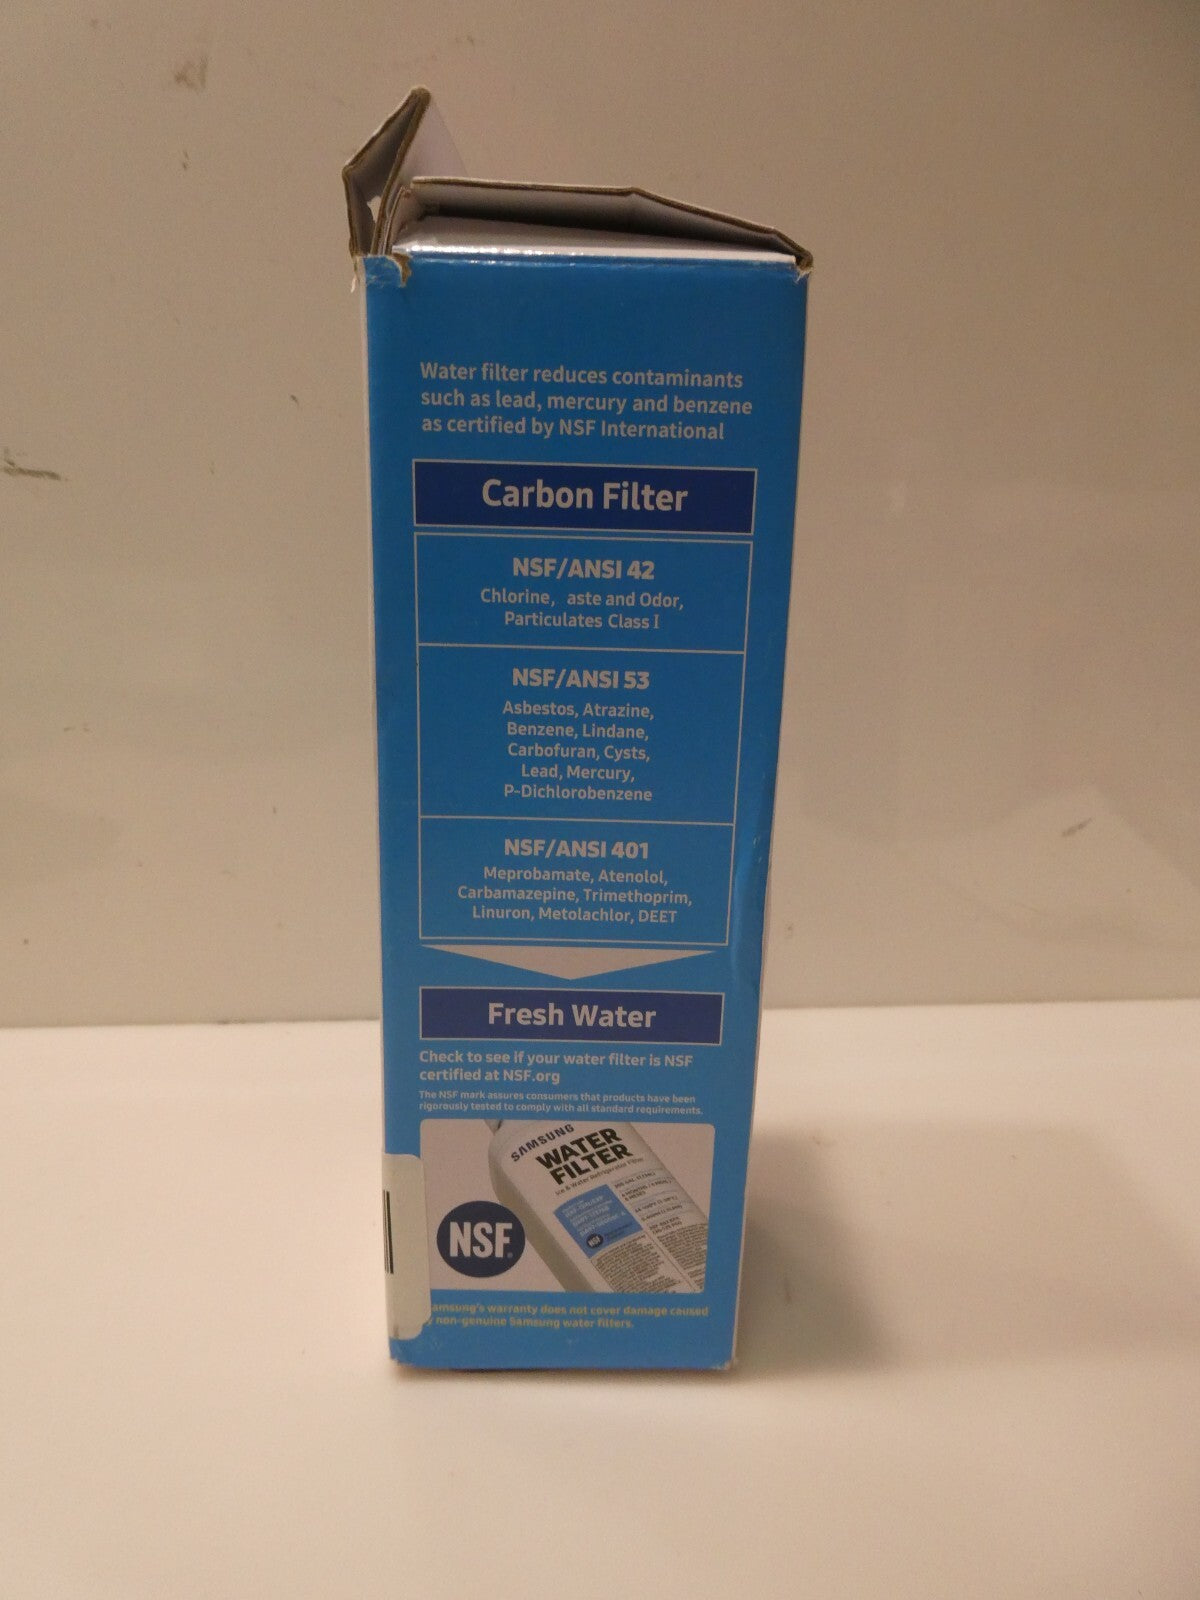 Water filter reduces contaminants
such as lead, mercury and benzene
as certified by NSF International
Carbon Filter
NSF/ANSI 42
Chlorine, aste and Odor,
Particulates Class I
NSF/ANSI 53
Asbestos, Atrazine,
Benzene, Lindane,
Carbofuran, Cysts,
Lead, Mercury,
P-Dichlorobenzene
NSF/ANSI 401
Meprobamate, Atenolol,
Carbamazepine, Trimethoprim,
Linuron, Metolachlor, DEET
Fresh Water
Check to see if your water filter is NSF
certified at NSF.org
The NSF mark assures consumers that products have been
rigorously tested to comply with all standard requirements.
SAMSUNG
WATER
FILTER
Ice & Water Refrigerator Filter
NSF
NSF
amsung's warranty does not cover damage caused
y non-genuine Samsung water filters.